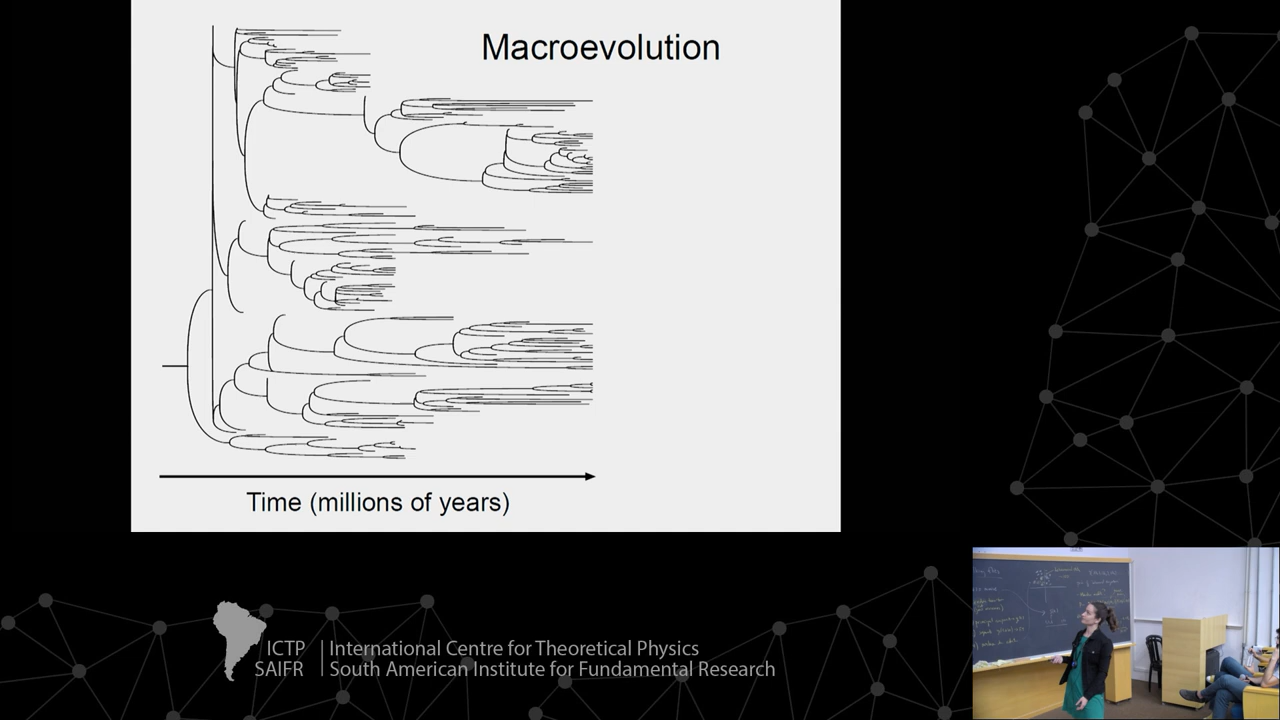 Macroevolution
Time (millions of years)
ICTP
SAIFR
International Centre for Theoretical Physics
South American Institute for Fundamental Research